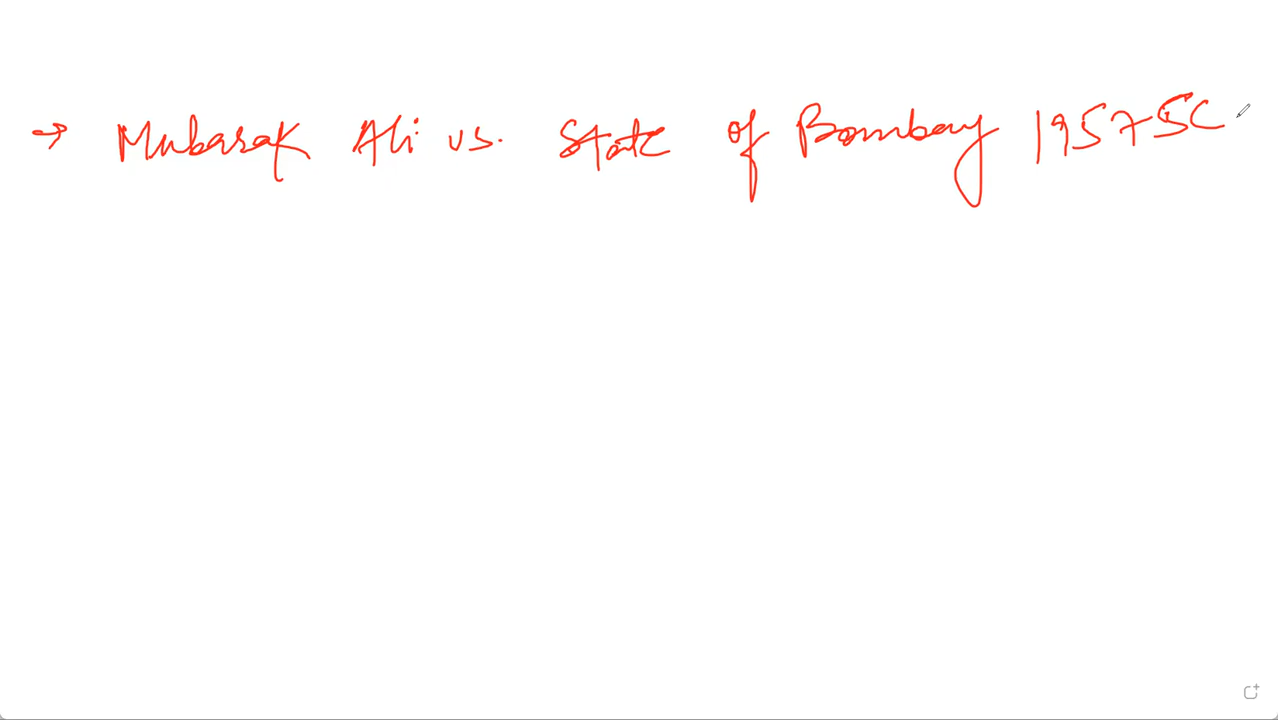 → Mubarak Ali vs. State of Bombay 1957 SC